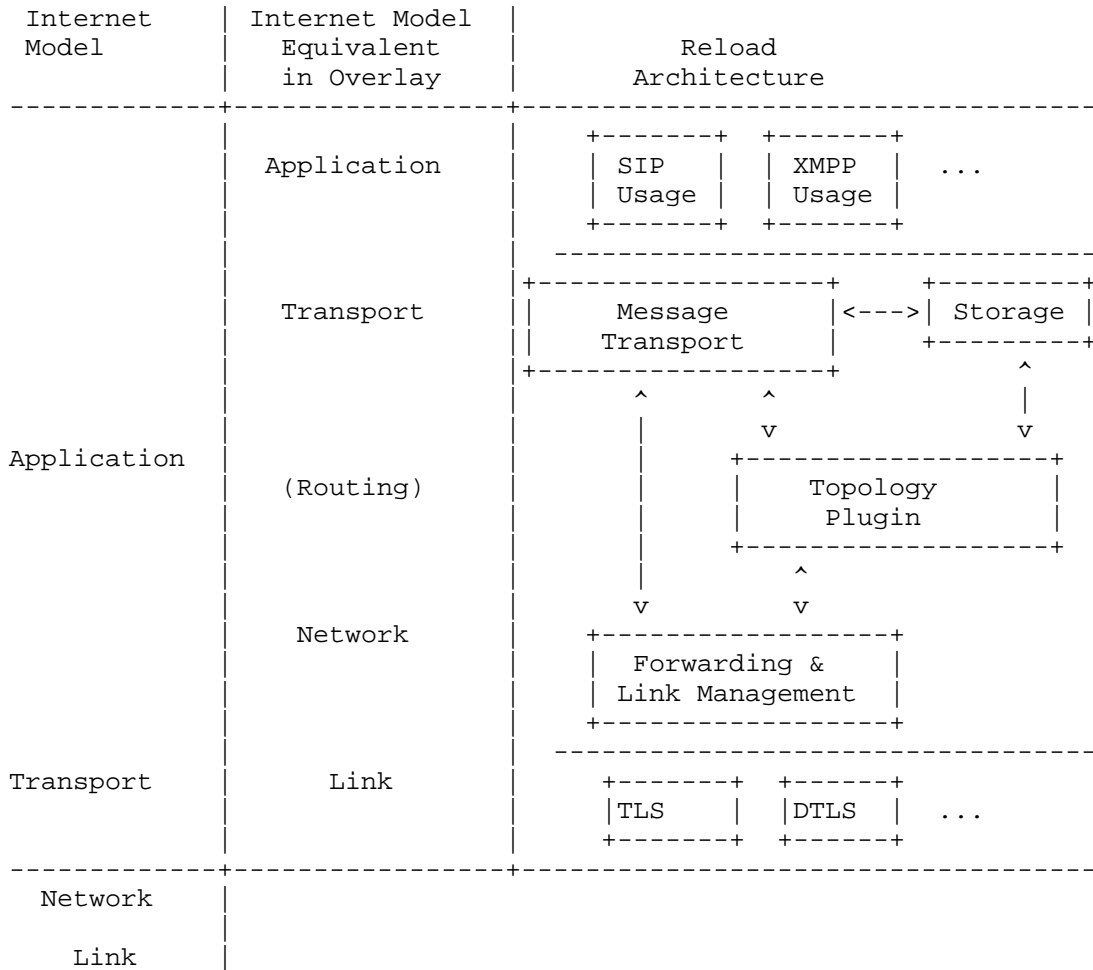 Internet | Internet Model |
Model | Equivalent | Reload
| in Overlay | Architecture
-------------+-----------------+------------------------------------
| | +-------+ +-------+
| Application | | SIP | | XMPP | ...
| | | Usage | | Usage |
| | +-------+ +-------+
| | ----------------------------------
| |+------------------+ +---------+
| Transport || Message |<--->| Storage |
| || Transport | +---------+
| |+------------------+ ^
| | ^ ^ |
| | | v v
Application | | | +-------------------+
| (Routing) | | | Topology |
| | | | Plugin |
| | | +-------------------+
| | | ^
| | v v
| Network | +------------------+
| | | Forwarding & |
| | | Link Management |
| | +------------------+
| | ----------------------------------
Transport | Link | +-------+ +------+
| | |TLS | |DTLS | ...
| | +-------+ +------+
-------------+-----------------+------------------------------------
Network |
|
Link |